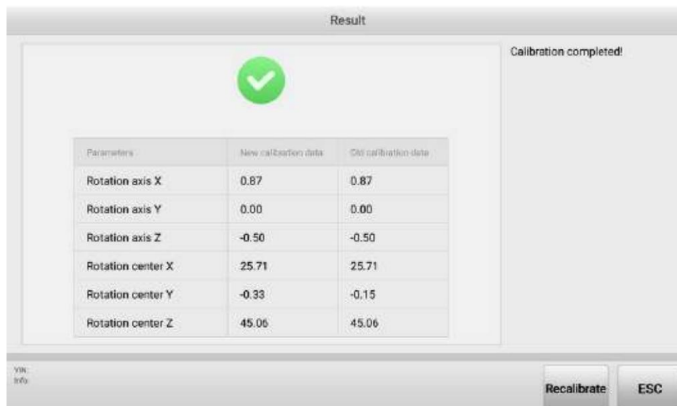 Result
Calibration completed!
Parameters New calibration data Old calibration data
Rotation axis X 0.87 0.87
Rotation axis Y 0.00 0.00
Rotation axis Z -0.50 -0.50
Rotation center X 25.71 25.71
Rotation center Y -0.33 -0.15
Rotation center Z 45.06 45.06
VIN:
Info:
Recalibrate ESC